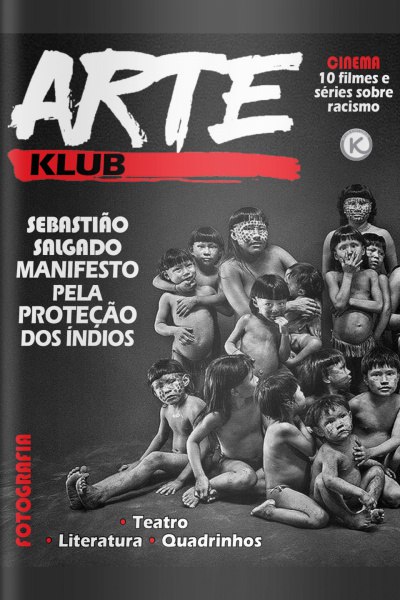 ARTE
KLUB
CINEMA
10 filmes e
séries sobre
racismo
K
SEBASTIÃO
SALGADO
MANIFESTO
PELA
PROTEÇÃO
DOS ÍNDIOS
FOTOGRAFIA
• Teatro
• Literatura • Quadrinhos